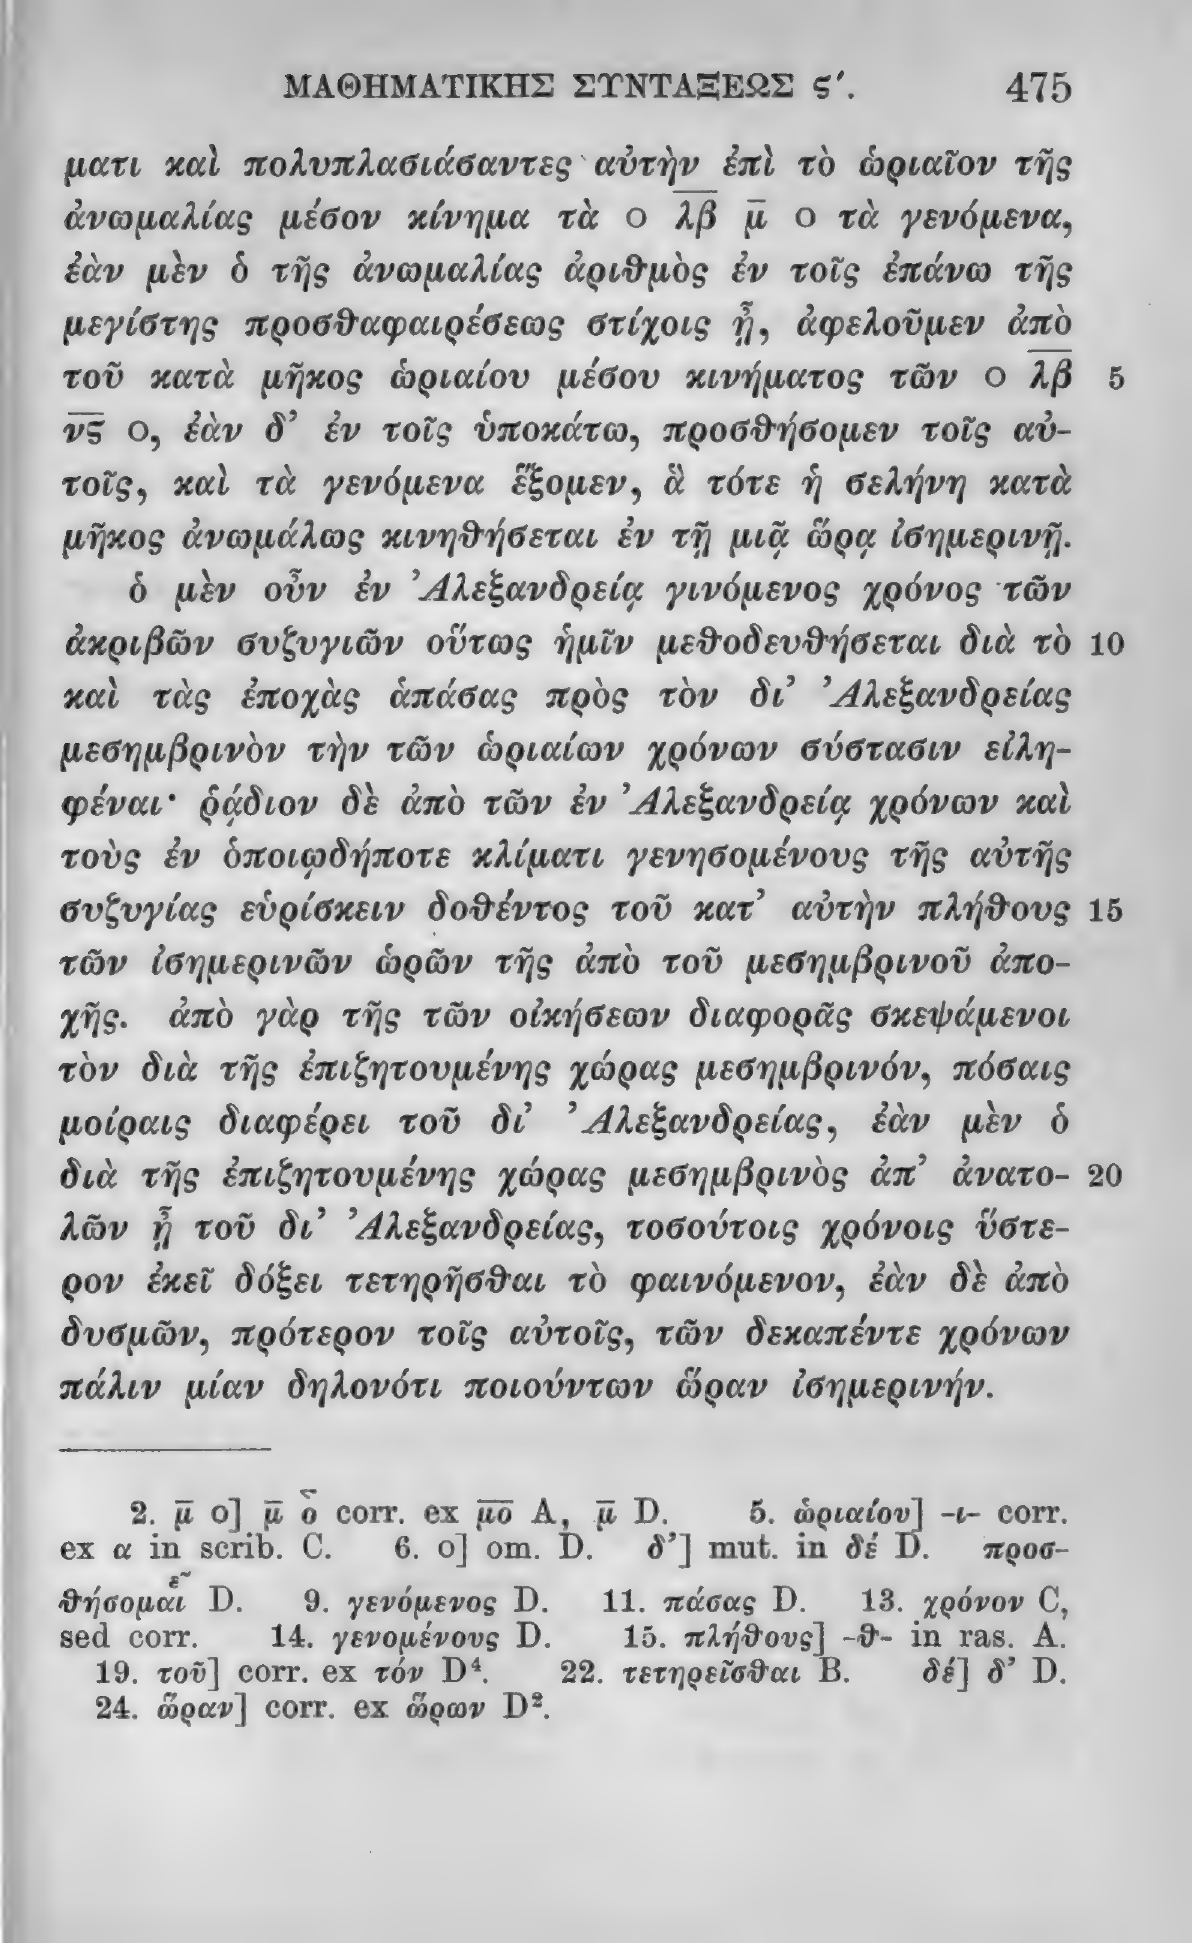 ΜΑΘΗΜΑΤΙΚΗΣ ΣΥΝΤΑΞΕΩΣ ϛʹ. 475
ματι καὶ πολυπλασιάσαντες αὐτὴν ἐπὶ τὸ ὡριαῖον τῆς
ἀνωμαλίας μέσον κίνημα τὰ ο λ̅β̅ μ̅ ο τὰ γενόμενα,
ἐὰν μὲν ὁ τῆς ἀνωμαλίας ἀριθμὸς ἐν τοῖς ἐπάνω τῆς
μεγίστης προσθαφαιρέσεως στίχοις ᾖ, ἀφελοῦμεν ἀπὸ
τοῦ κατὰ μῆκος ὡριαίου μέσου κινήματος τῶν ο λ̅β̅ 5
ν̅ϛ̅ ο, ἐὰν δ’ ἐν τοῖς ὑποκάτω, προσθήσομεν τοῖς αὐ-
τοῖς, καὶ τὰ γενόμενα ἕξομεν, ἃ τότε ἡ σελήνη κατὰ
μῆκος ἀνωμάλως κινηθήσεται ἐν τῇ μιᾷ ὥρᾳ ἰσημερινῇ.
ὁ μὲν οὖν ἐν Ἀλεξανδρείᾳ γινόμενος χρόνος τῶν
ἀκριβῶν συζυγιῶν οὕτως ἡμῖν μεθοδευθήσεται διὰ τὸ 10
καὶ τὰς ἐποχὰς ἁπάσας πρὸς τὸν δι’ Ἀλεξανδρείας
μεσημβρινὸν τὴν τῶν ὡριαίων χρόνων σύστασιν εἰλη-
φέναι· ῥᾴδιον δὲ ἀπὸ τῶν ἐν Ἀλεξανδρείᾳ χρόνων καὶ
τοὺς ἐν ὁποιῳδήποτε κλίματι γενησομένους τῆς αὐτῆς
συζυγίας εὑρίσκειν δοθέντος τοῦ κατ’ αὐτὴν πλήθους 15
τῶν ἰσημερινῶν ὡρῶν τῆς ἀπὸ τοῦ μεσημβρινοῦ ἀπο-
χῆς. ἀπὸ γὰρ τῆς τῶν οἰκήσεων διαφορᾶς σκεψάμενοι
τὸν διὰ τῆς ἐπιζητουμένης χώρας μεσημβρινόν, πόσαις
μοίραις διαφέρει τοῦ δι’ Ἀλεξανδρείας, ἐὰν μὲν ὁ
διὰ τῆς ἐπιζητουμένης χώρας μεσημβρινὸς ἀπ’ ἀνατο- 20
λῶν ᾖ τοῦ δι’ Ἀλεξανδρείας, τοσούτοις χρόνοις ὕστε-
ρον ἐκεῖ δόξει τετηρῆσθαι τὸ φαινόμενον, ἐὰν δὲ ἀπὸ
δυσμῶν, πρότερον τοῖς αὐτοῖς, τῶν δεκαπέντε χρόνων
πάλιν μίαν δηλονότι ποιούντων ὥραν ἰσημερινήν.
2. μ̅ ο] μ̅ ο̅ corr. ex μ̅ο̅ A, μ̅ D. 5. ὡριαίου] -ι- corr.
ex α in scrib. C. 6. ο] om. D. δ’] mut. in δέ D. προσ-
θήσομαῖε D. 9. γενόμενος D. 11. πάσας D. 13. χρόνον C,
sed corr. 14. γενομένους D. 15. πλήθους] -θ- in ras. A.
19. τοῦ] corr. ex τόν D⁴. 22. τετηρεῖσθαι B. δέ] δ’ D.
24. ὥραν] corr. ex ὥρων D².